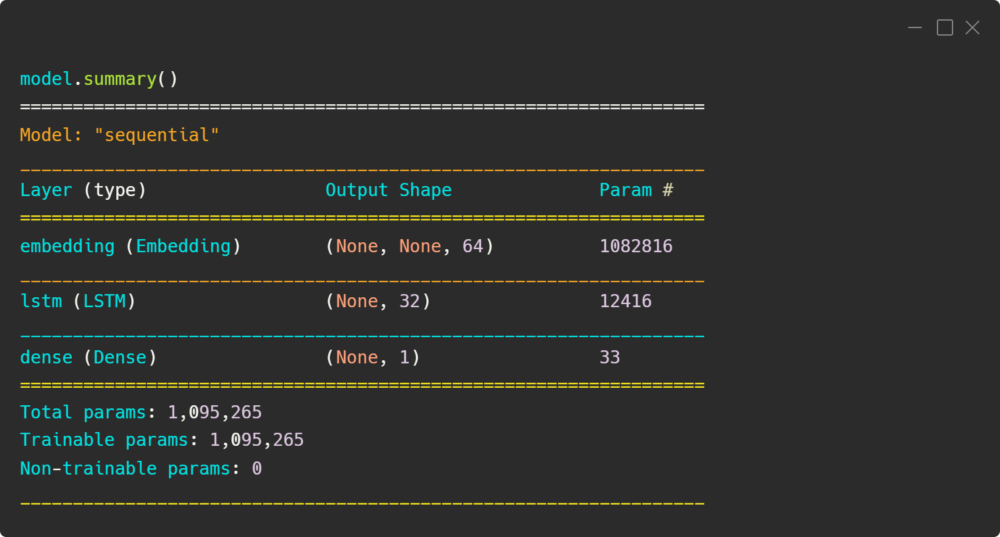 model.summary()
=================================================================
Model: "sequential"
_________________________________________________________________
Layer (type)                 Output Shape              Param #
=================================================================
embedding (Embedding)        (None, None, 64)          1082816
_________________________________________________________________
lstm (LSTM)                  (None, 32)                12416
_________________________________________________________________
dense (Dense)                (None, 1)                 33
=================================================================
Total params: 1,095,265
Trainable params: 1,095,265
Non-trainable params: 0
_________________________________________________________________